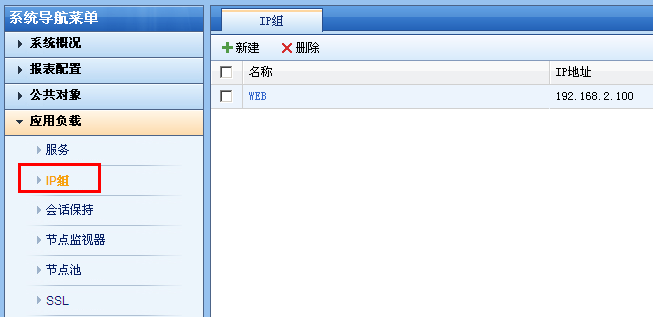 系统导航菜单
系统概况
报表配置
公共对象
应用负载
服务
IP组
会话保持
节点监视器
节点池
SSL
IP组
新建 删除
名称 IP地址
WEB 192.168.2.100